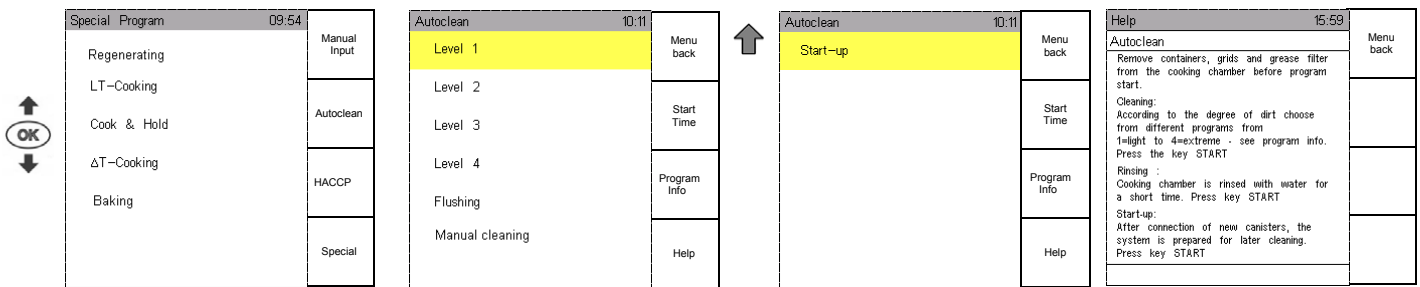 OK
Special Program 09:54
Regenerating
LT-Cooking
Cook & Hold
ΔT-Cooking
Baking
Manual
Input
Autoclean
HACCP
Special
Autoclean 10:11
Level 1
Level 2
Level 3
Level 4
Flushing
Manual cleaning
Menu
back
Start
Time
Program
Info
Help
Autoclean 10:11
Start-up
Menu
back
Start
Time
Program
Info
Help
Help 15:59
Autoclean
Remove containers, grids and grease filter
from the cooking chamber before program
start.
Cleaning:
According to the degree of dirt choose
from different programs from
1=light to 4=extreme - see program info.
Press the key START
Rinsing :
Cooking chamber is rinsed with water for
a short time. Press key START
Start-up:
After connection of new canisters, the
system is prepared for later cleaning.
Press key START
Menu
back